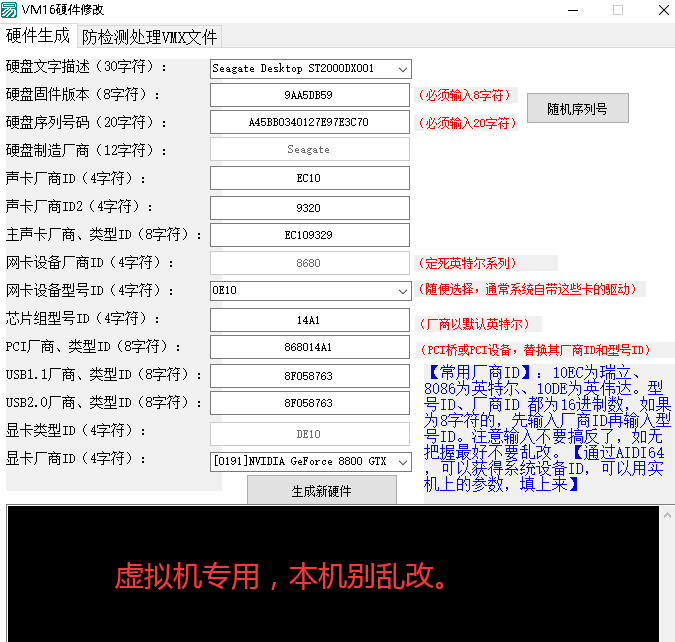 VM16硬件修改
硬件生成 防检测处理VMX文件
硬盘文字描述（30字符）： Seagate Desktop ST2000DX001
硬盘固件版本（8字符）： 9AA5DB59 （必须输入8字符） 随机序列号
硬盘序列号码（20字符）： A45BB0340127E97E3C70 （必须输入20字符）
硬盘制造厂商（12字符）： Seagate
声卡厂商ID（4字符）： EC10
声卡厂商ID2（4字符）： 9320
主声卡厂商、类型ID（8字符）： EC109329
网卡设备厂商ID（4字符）： 8680 （定死英特尔系列）
网卡设备型号ID（4字符）： 0E10 （随便选择，通常系统自带这些卡的驱动）
芯片组型号ID（4字符）： 14A1 （厂商以默认英特尔）
PCI厂商、类型ID（8字符）： 868014A1 （PCI桥或PCI设备，替换其厂商ID和型号ID）
USB1.1厂商、类型ID（8字符）： 8F058763
USB2.0厂商、类型ID（8字符）： 8F058763
显卡类型ID（4字符）： DE10
显卡厂商ID（4字符）： [0191]NVIDIA GeForce 8800 GTX
【常用厂商ID】：10EC为瑞立、
8086为英特尔、10DE为英伟达。型
号ID、厂商ID 都为16进制数，如果
为8字符的，先输入厂商ID再输入型
号ID。注意输入不要搞反了，如无
把握最好不要乱改。【通过AIDI64
，可以获得系统设备ID，可以用实
机上的参数，填上来】
生成新硬件
虚拟机专用，本机别乱改。